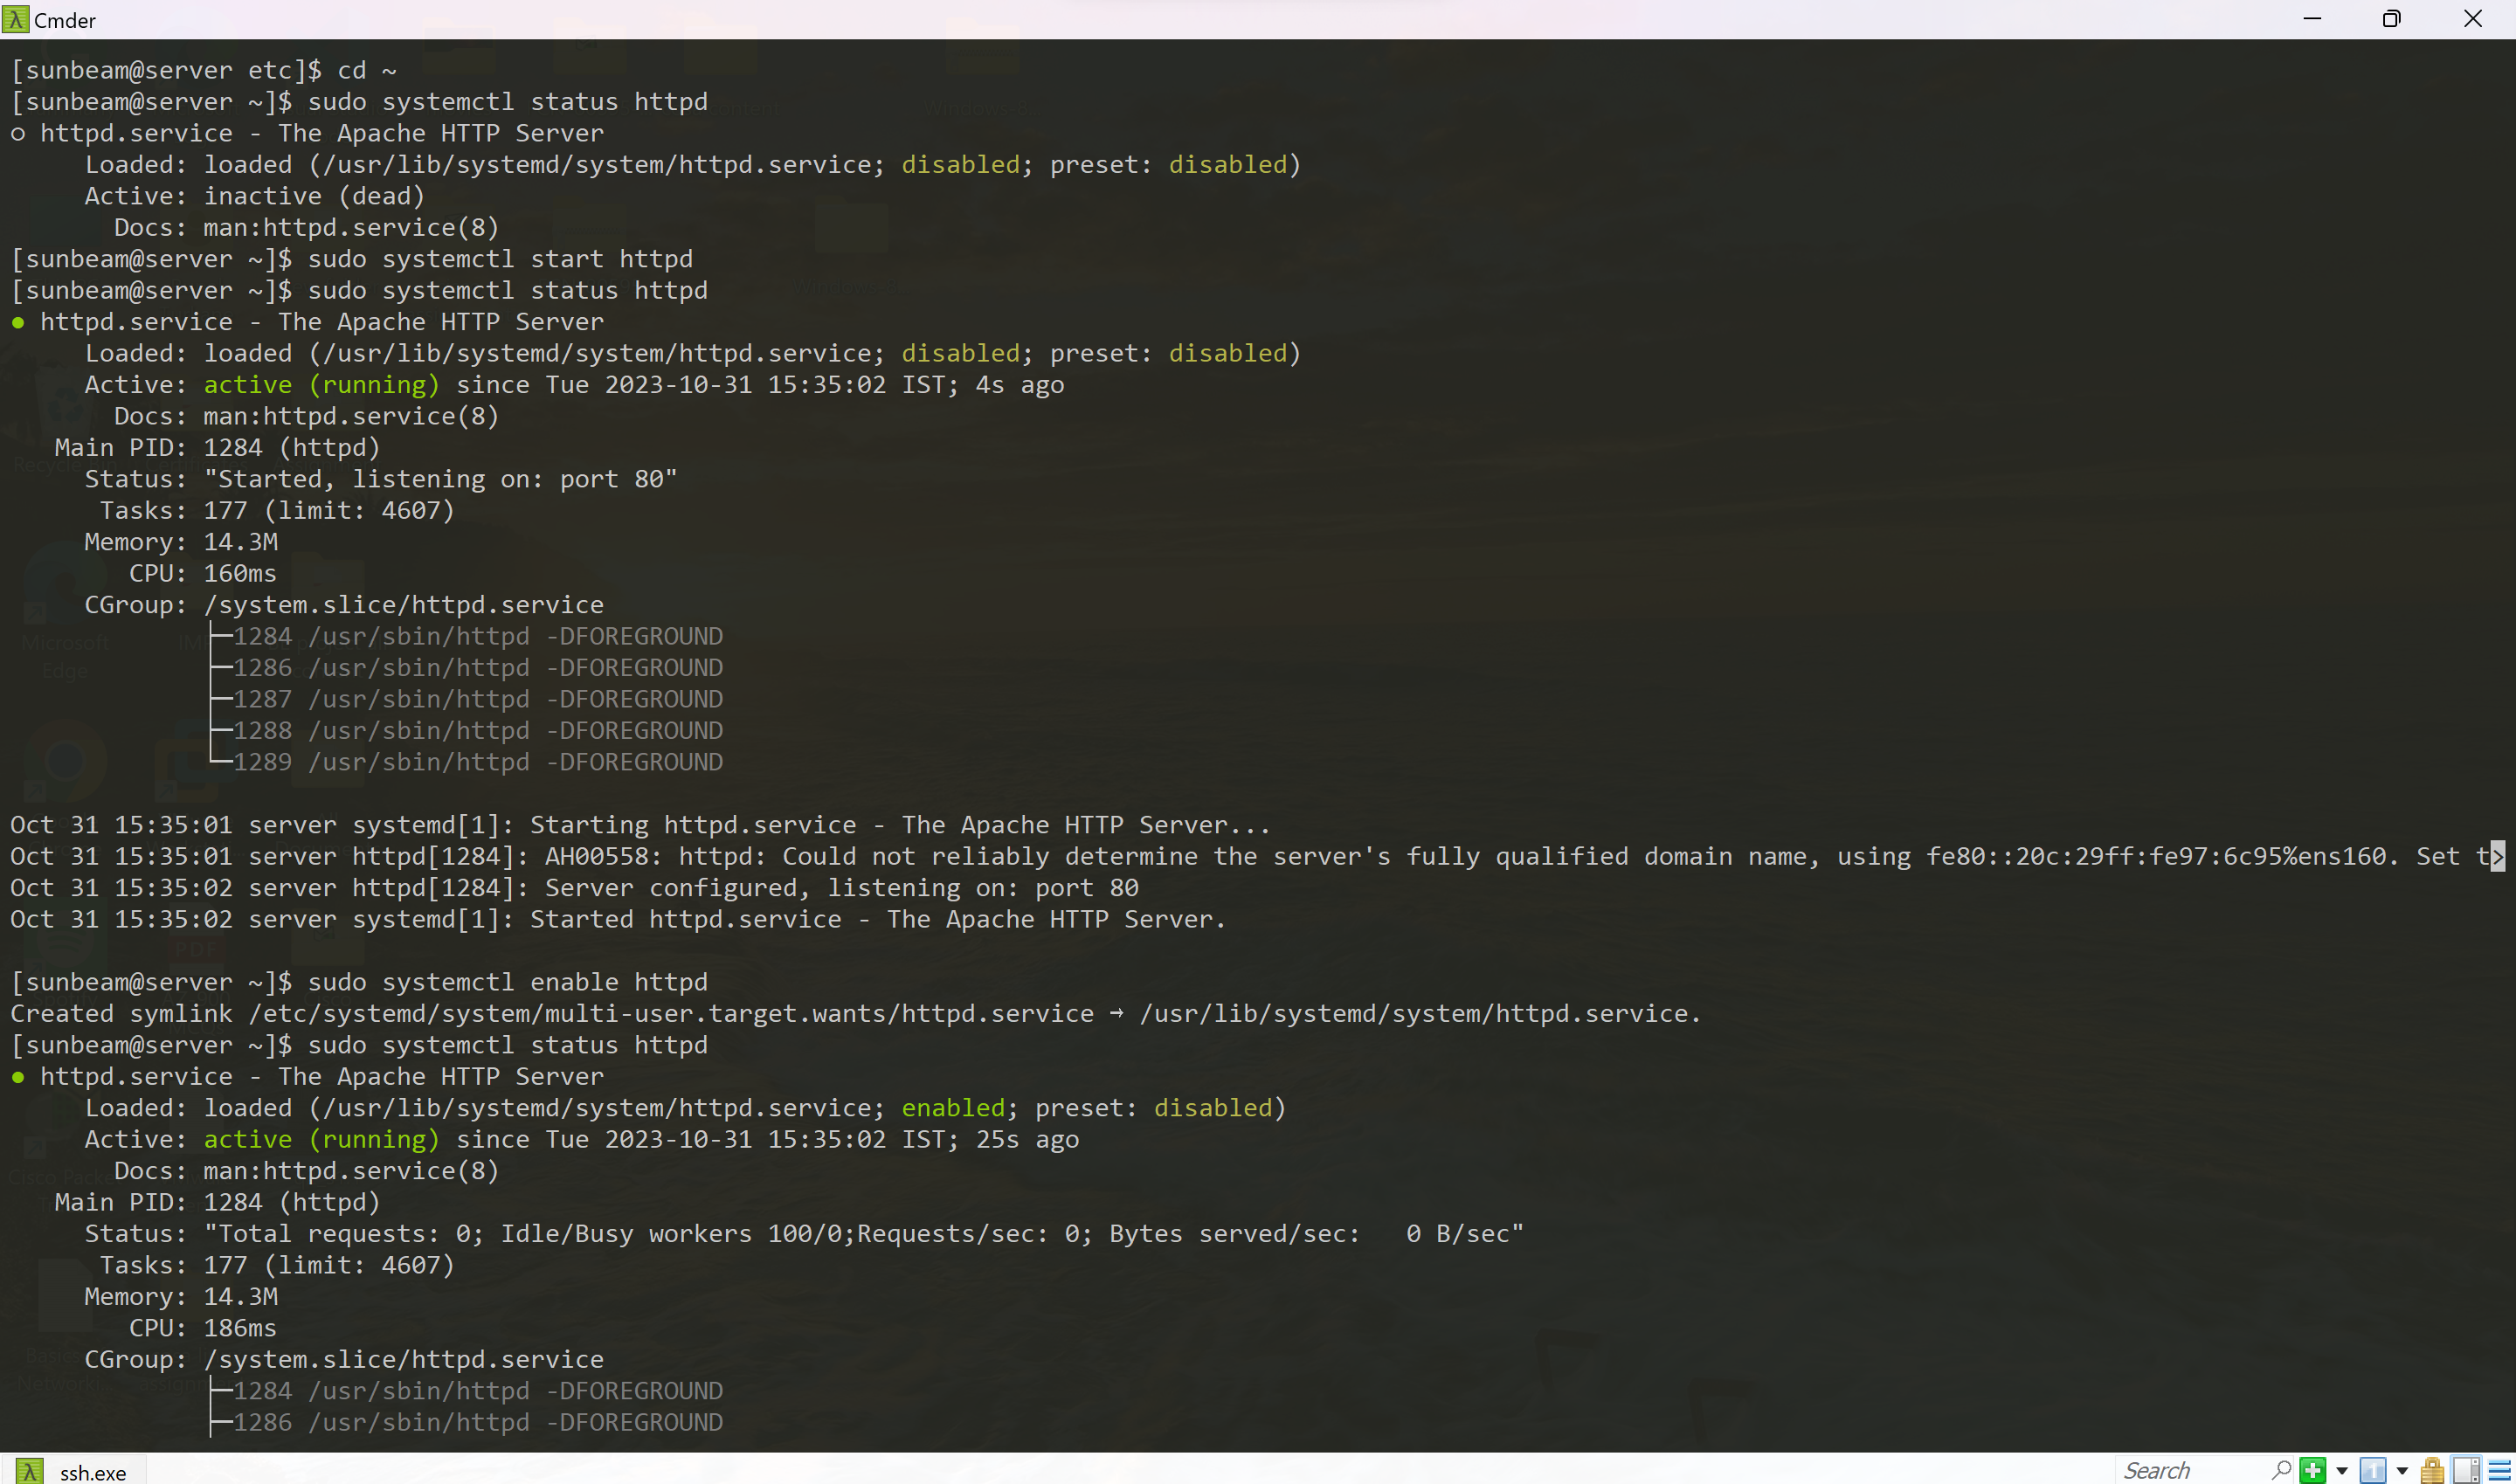 Cmder
[sunbeam@server etc]$ cd ~
[sunbeam@server ~]$ sudo systemctl status httpd
○ httpd.service - The Apache HTTP Server
     Loaded: loaded (/usr/lib/systemd/system/httpd.service; disabled; preset: disabled)
     Active: inactive (dead)
       Docs: man:httpd.service(8)
[sunbeam@server ~]$ sudo systemctl start httpd
[sunbeam@server ~]$ sudo systemctl status httpd
● httpd.service - The Apache HTTP Server
     Loaded: loaded (/usr/lib/systemd/system/httpd.service; disabled; preset: disabled)
     Active: active (running) since Tue 2023-10-31 15:35:02 IST; 4s ago
       Docs: man:httpd.service(8)
   Main PID: 1284 (httpd)
     Status: "Started, listening on: port 80"
      Tasks: 177 (limit: 4607)
     Memory: 14.3M
        CPU: 160ms
     CGroup: /system.slice/httpd.service
             ├─1284 /usr/sbin/httpd -DFOREGROUND
             ├─1286 /usr/sbin/httpd -DFOREGROUND
             ├─1287 /usr/sbin/httpd -DFOREGROUND
             ├─1288 /usr/sbin/httpd -DFOREGROUND
             └─1289 /usr/sbin/httpd -DFOREGROUND
Oct 31 15:35:01 server systemd[1]: Starting httpd.service - The Apache HTTP Server...
Oct 31 15:35:01 server httpd[1284]: AH00558: httpd: Could not reliably determine the server's fully qualified domain name, using fe80::20c:29ff:fe97:6c95%ens160. Set t>
Oct 31 15:35:02 server httpd[1284]: Server configured, listening on: port 80
Oct 31 15:35:02 server systemd[1]: Started httpd.service - The Apache HTTP Server.
[sunbeam@server ~]$ sudo systemctl enable httpd
Created symlink /etc/systemd/system/multi-user.target.wants/httpd.service → /usr/lib/systemd/system/httpd.service.
[sunbeam@server ~]$ sudo systemctl status httpd
● httpd.service - The Apache HTTP Server
     Loaded: loaded (/usr/lib/systemd/system/httpd.service; enabled; preset: disabled)
     Active: active (running) since Tue 2023-10-31 15:35:02 IST; 25s ago
       Docs: man:httpd.service(8)
   Main PID: 1284 (httpd)
     Status: "Total requests: 0; Idle/Busy workers 100/0;Requests/sec: 0; Bytes served/sec:   0 B/sec"
      Tasks: 177 (limit: 4607)
     Memory: 14.3M
        CPU: 186ms
     CGroup: /system.slice/httpd.service
             ├─1284 /usr/sbin/httpd -DFOREGROUND
             ├─1286 /usr/sbin/httpd -DFOREGROUND
ssh.exe
Search